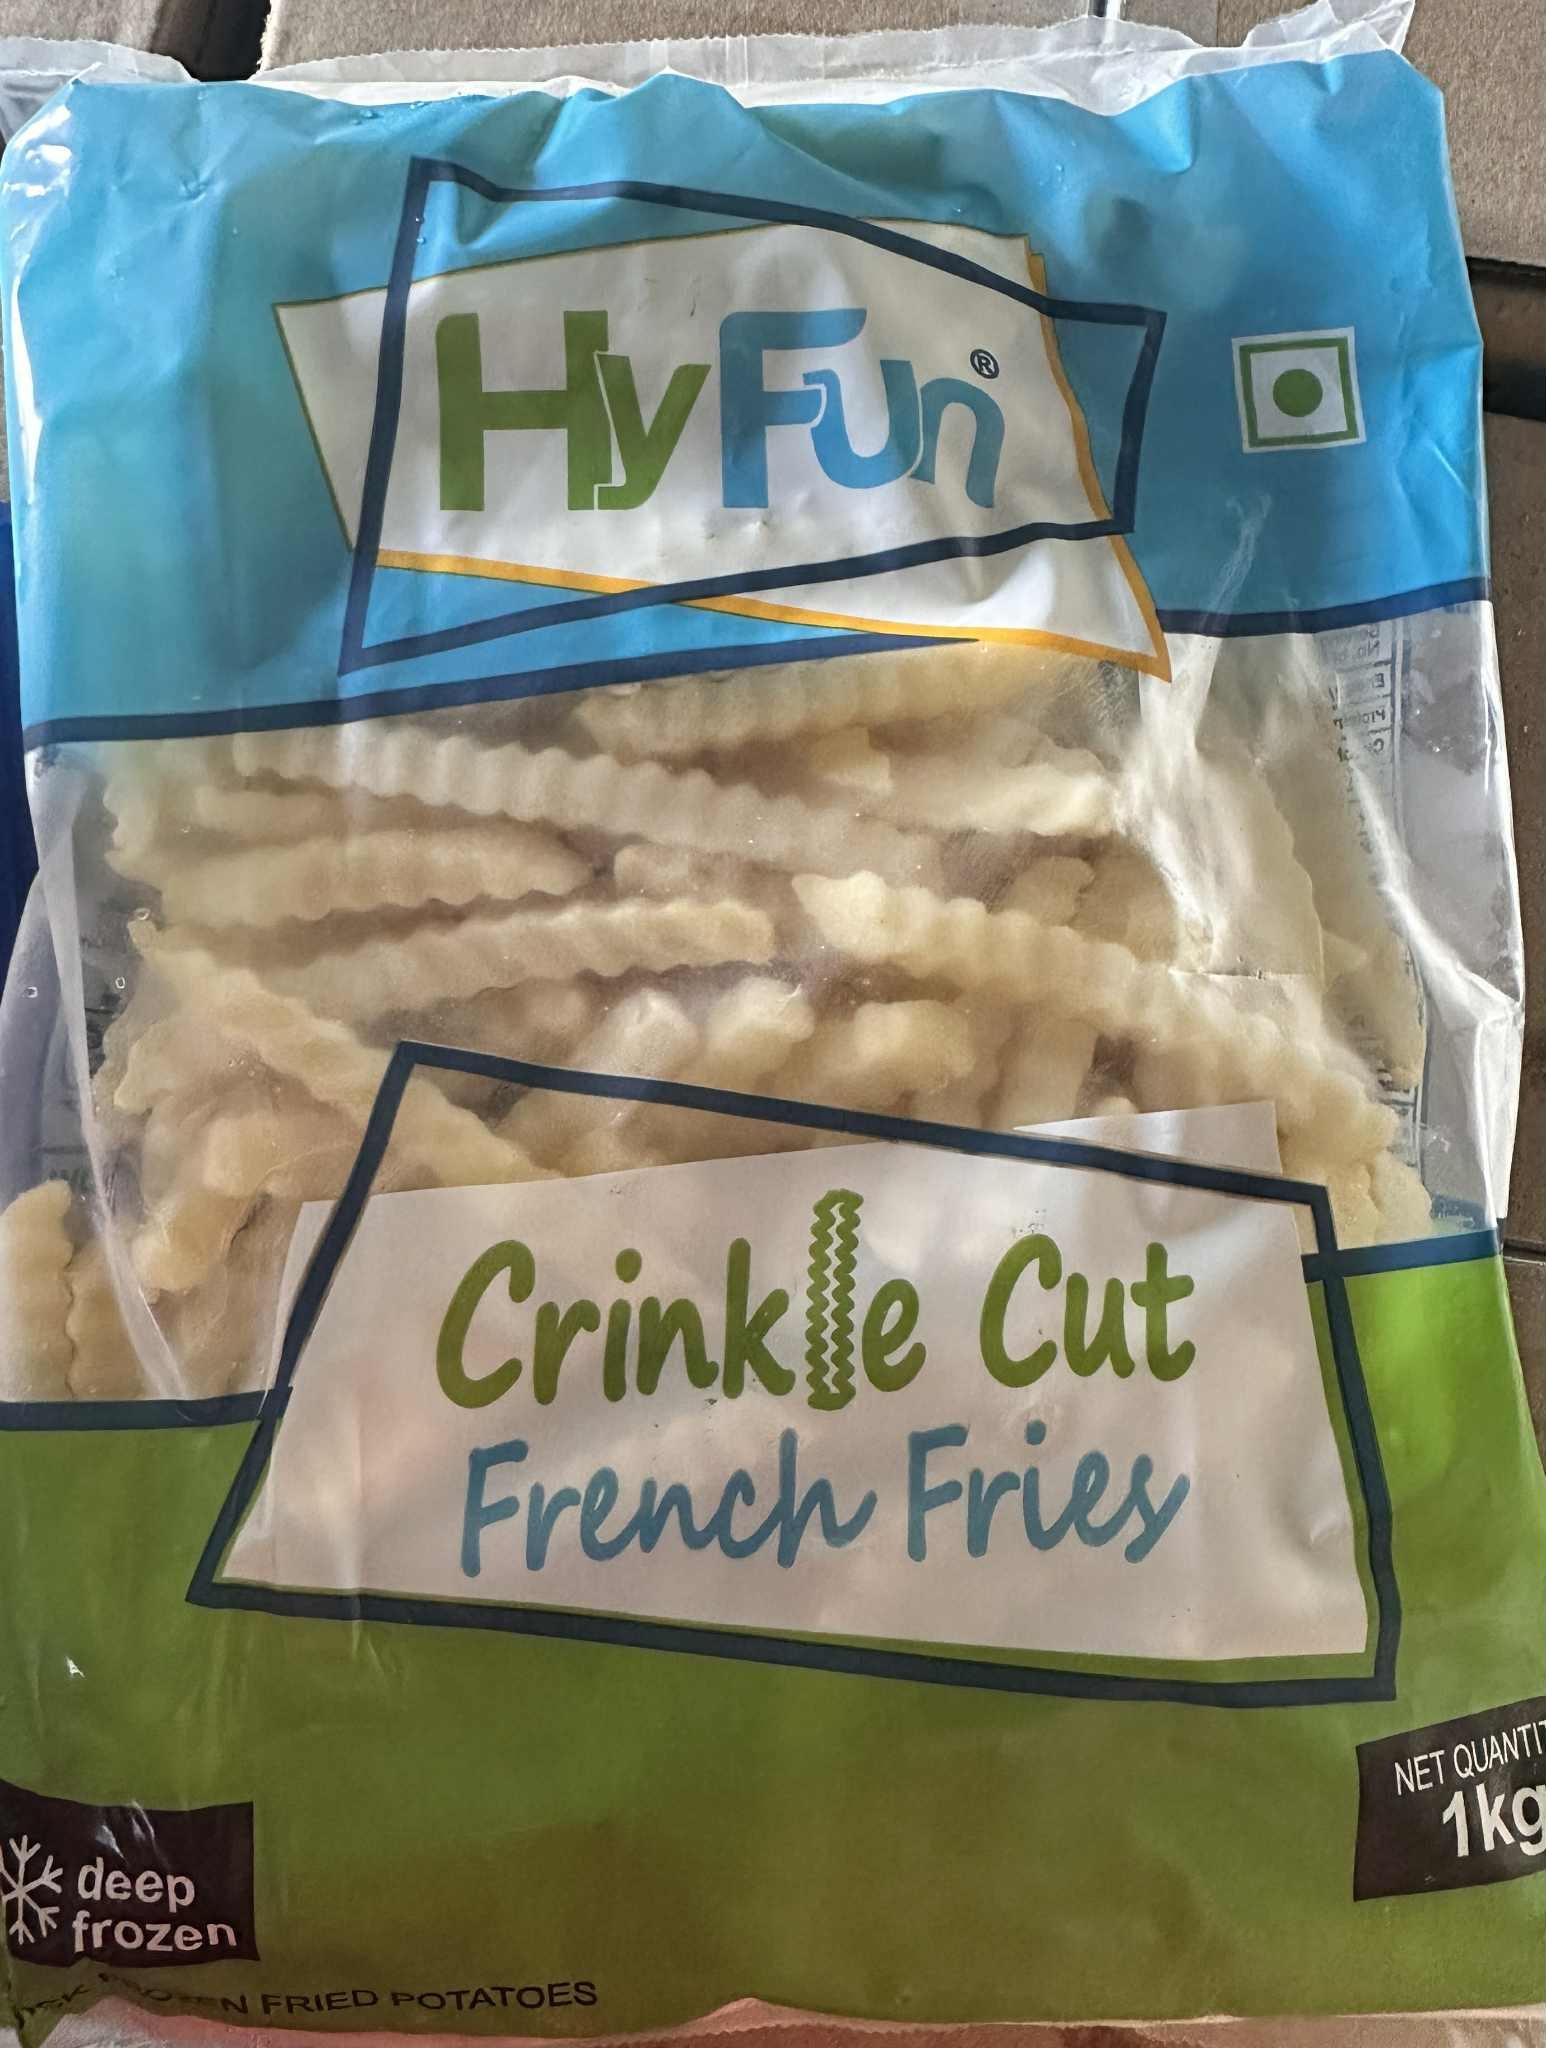 HyFun®
Crinkle Cut
French Fries
NET QUANTIT
1kg
deep
frozen
FRIED POTATOES